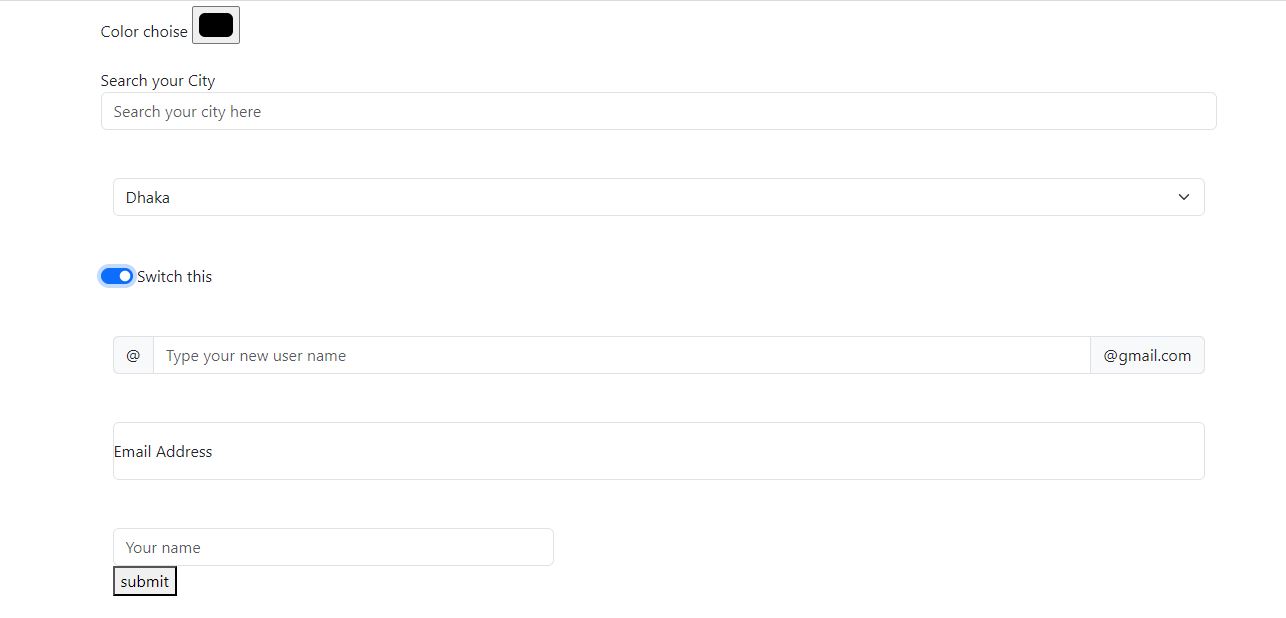 Color choise
Search your City
Search your city here
Dhaka
Switch this
@ Type your new user name @gmail.com
Email Address
Your name
submit